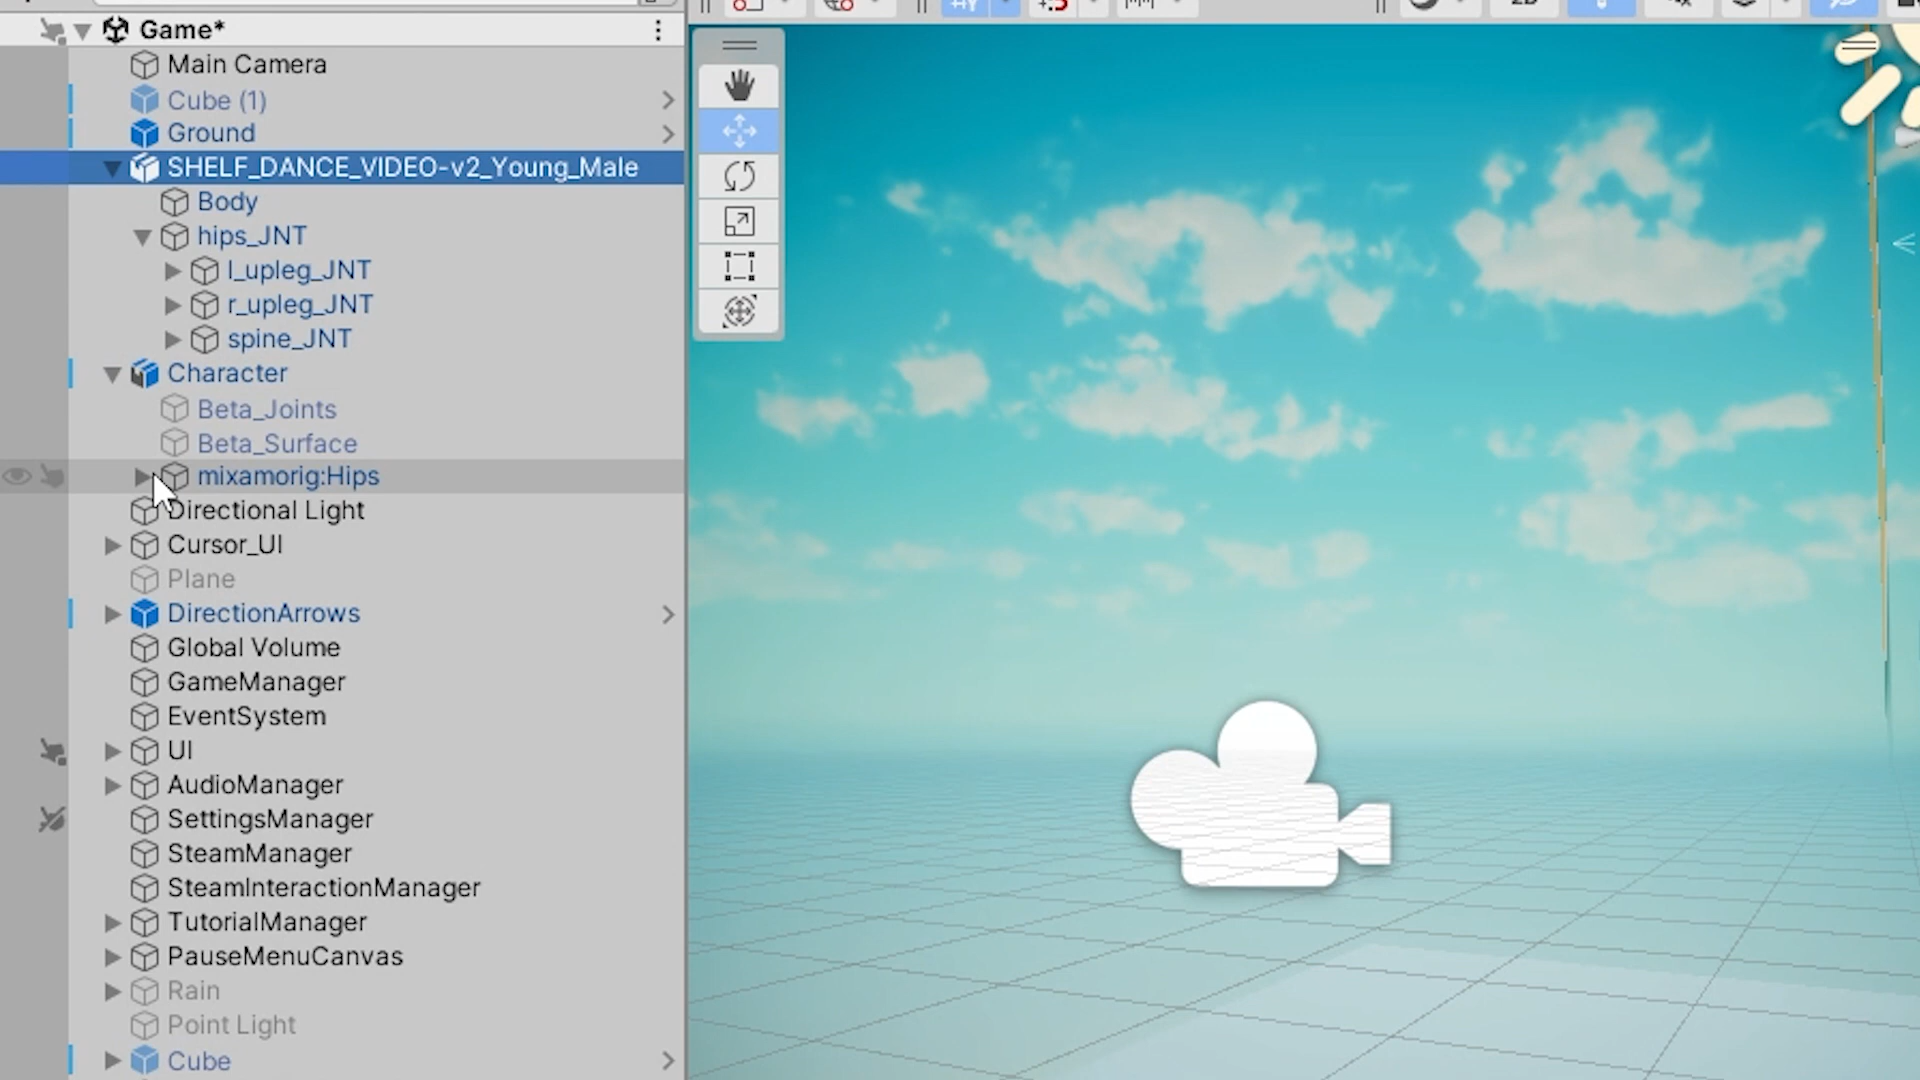 Game*
Main Camera
Cube (1)
Ground
SHELF_DANCE_VIDEO-v2_Young_Male
Body
hips_JNT
l_upleg_JNT
r_upleg_JNT
spine_JNT
Character
Beta_Joints
Beta_Surface
mixamorig:Hips
Directional Light
Cursor_UI
Plane
DirectionArrows
Global Volume
GameManager
EventSystem
UI
AudioManager
SettingsManager
SteamManager
SteamInteractionManager
TutorialManager
PauseMenuCanvas
Rain
Point Light
Cube